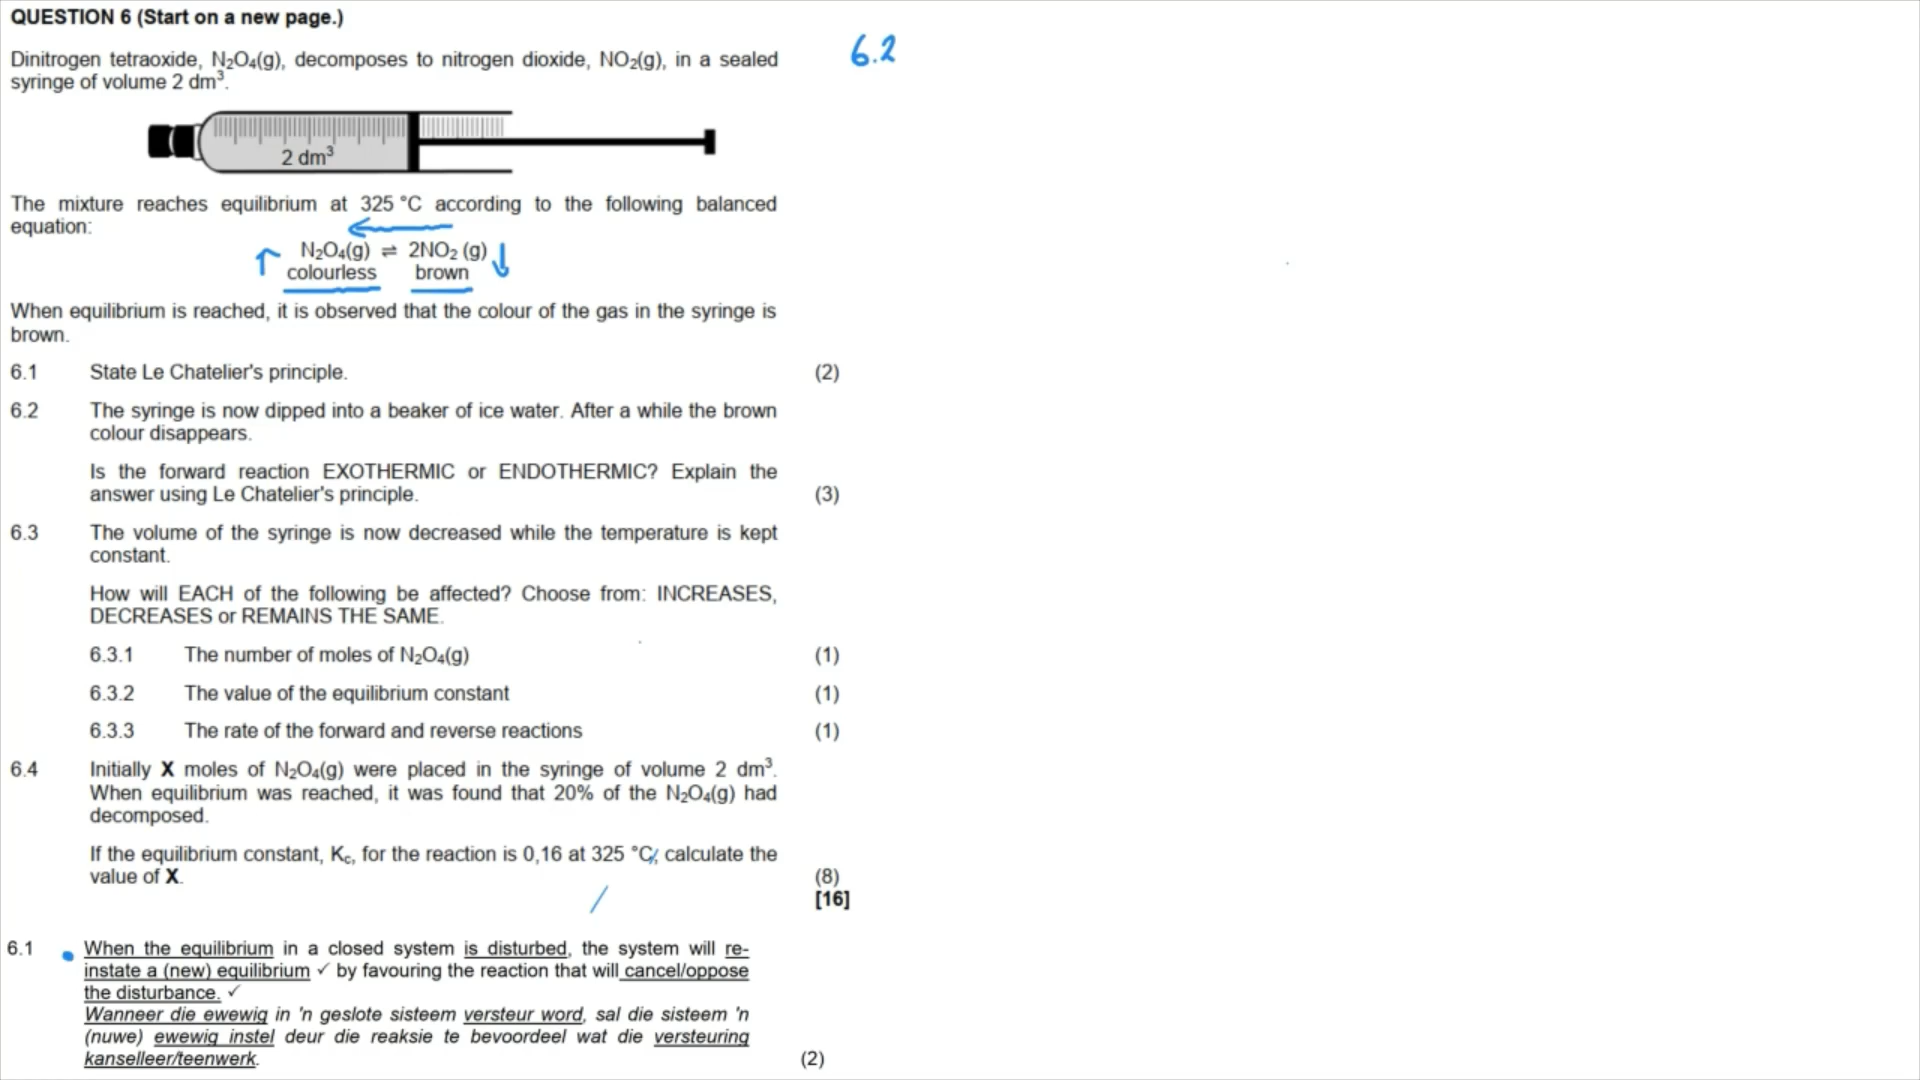 QUESTION 6 (Start on a new page.)
6.2
Dinitrogen tetraoxide, N₂O₄(g), decomposes to nitrogen dioxide, NO₂(g), in a sealed
syringe of volume 2 dm³.
2 dm³
The mixture reaches equilibrium at 325 °C according to the following balanced
equation:
N₂O₄(g) ⇌ 2NO₂ (g)
colourless brown
When equilibrium is reached, it is observed that the colour of the gas in the syringe is
brown.
6.1 State Le Chatelier's principle. (2)
6.2 The syringe is now dipped into a beaker of ice water. After a while the brown
colour disappears.
Is the forward reaction EXOTHERMIC or ENDOTHERMIC? Explain the
answer using Le Chatelier's principle. (3)
6.3 The volume of the syringe is now decreased while the temperature is kept
constant.
How will EACH of the following be affected? Choose from: INCREASES,
DECREASES or REMAINS THE SAME.
6.3.1 The number of moles of N₂O₄(g) (1)
6.3.2 The value of the equilibrium constant (1)
6.3.3 The rate of the forward and reverse reactions (1)
6.4 Initially X moles of N₂O₄(g) were placed in the syringe of volume 2 dm³.
When equilibrium was reached, it was found that 20% of the N₂O₄(g) had
decomposed.
If the equilibrium constant, Kc, for the reaction is 0,16 at 325 °C, calculate the
value of X. (8)
[16]
6.1 When the equilibrium in a closed system is disturbed, the system will re-
instate a (new) equilibrium ✓ by favouring the reaction that will cancel/oppose
the disturbance. ✓
Wanneer die ewewig in 'n geslote sisteem versteur word, sal die sisteem 'n
(nuwe) ewewig instel deur die reaksie te bevoordeel wat die versteuring
kanselleer/teenwerk. (2)